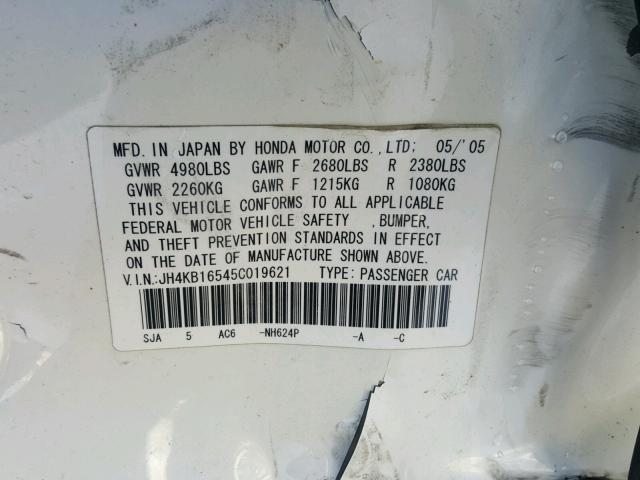 MFD. IN JAPAN BY HONDA MOTOR CO.,LTD; 05/'05
GVWR 4980LBS GAWR F 2680LBS R 2380LBS
GVWR 2260KG GAWR F 1215KG R 1080KG
THIS VEHICLE CONFORMS TO ALL APPLICABLE
FEDERAL MOTOR VEHICLE SAFETY ,BUMPER,
AND THEFT PREVENTION STANDARDS IN EFFECT
ON THE DATE OF MANUFACTURE SHOWN ABOVE.
V.I.N:JH4KB16545C019621 TYPE: PASSENGER CAR
SJA 5 AC6 -NH624P -A -C